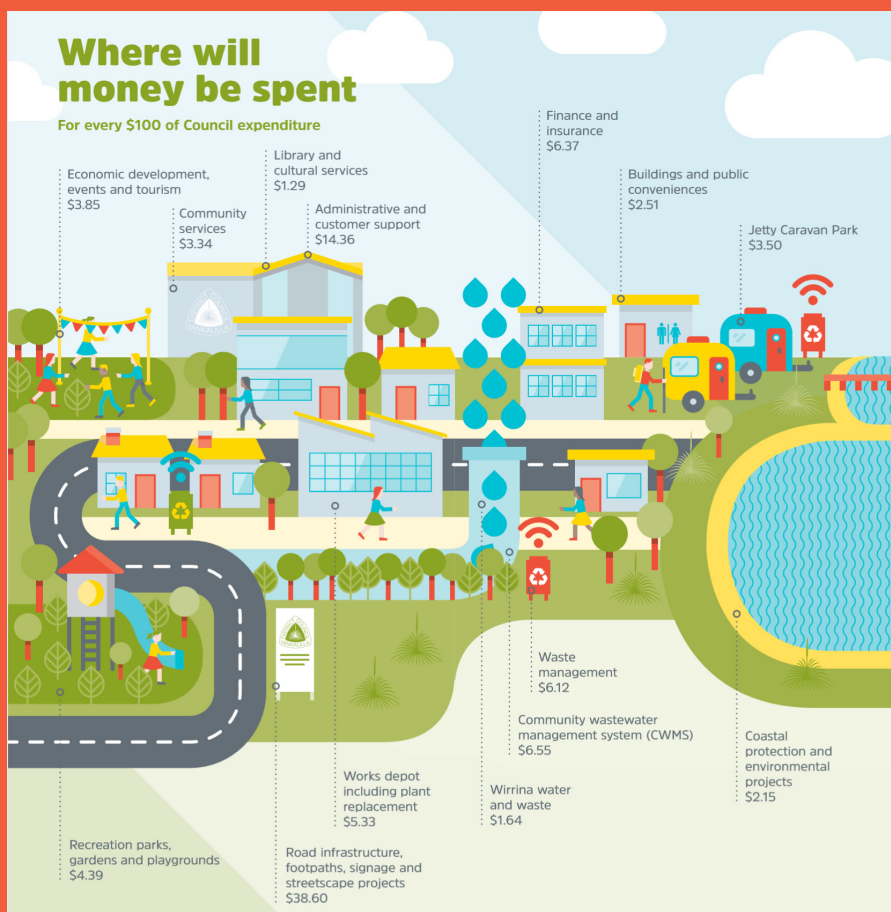 Where will
money be spent
For every $100 of Council expenditure
Economic development,
events and tourism
$3.85
Community
services
$3.34
Library and
cultural services
$1.29
Administrative and
customer support
$14.36
Finance and
insurance
$6.37
Buildings and public
conveniences
$2.51
Jetty Caravan Park
$3.50
Waste
management
$6.12
Community wastewater
management system (CWMS)
$6.55
Coastal
protection and
environmental
projects
$2.15
Works depot
including plant
replacement
$5.33
Wirrina water
and waste
$1.64
Recreation parks,
gardens and playgrounds
$4.39
Road infrastructure,
footpaths, signage and
streetscape projects
$38.60